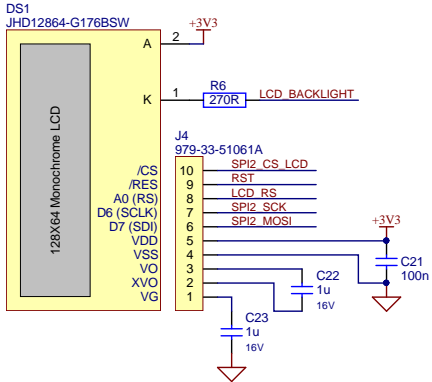 DS1
JHD12864-G176BSW
+3V3
A 2
K 1
R6
270R
LCD_BACKLIGHT
128X64 Monochrome LCD
J4
979-33-51061A
/CS 10 SPI2_CS_LCD
/RES 9 RST
A0 (RS) 8 LCD_RS
D6 (SCLK) 7 SPI2_SCK
D7 (SDI) 6 SPI2_MOSI
VDD 5
+3V3
VSS 4
VO 3
XVO 2
VG 1
C21
100n
C22
1u
16V
C23
1u
16V